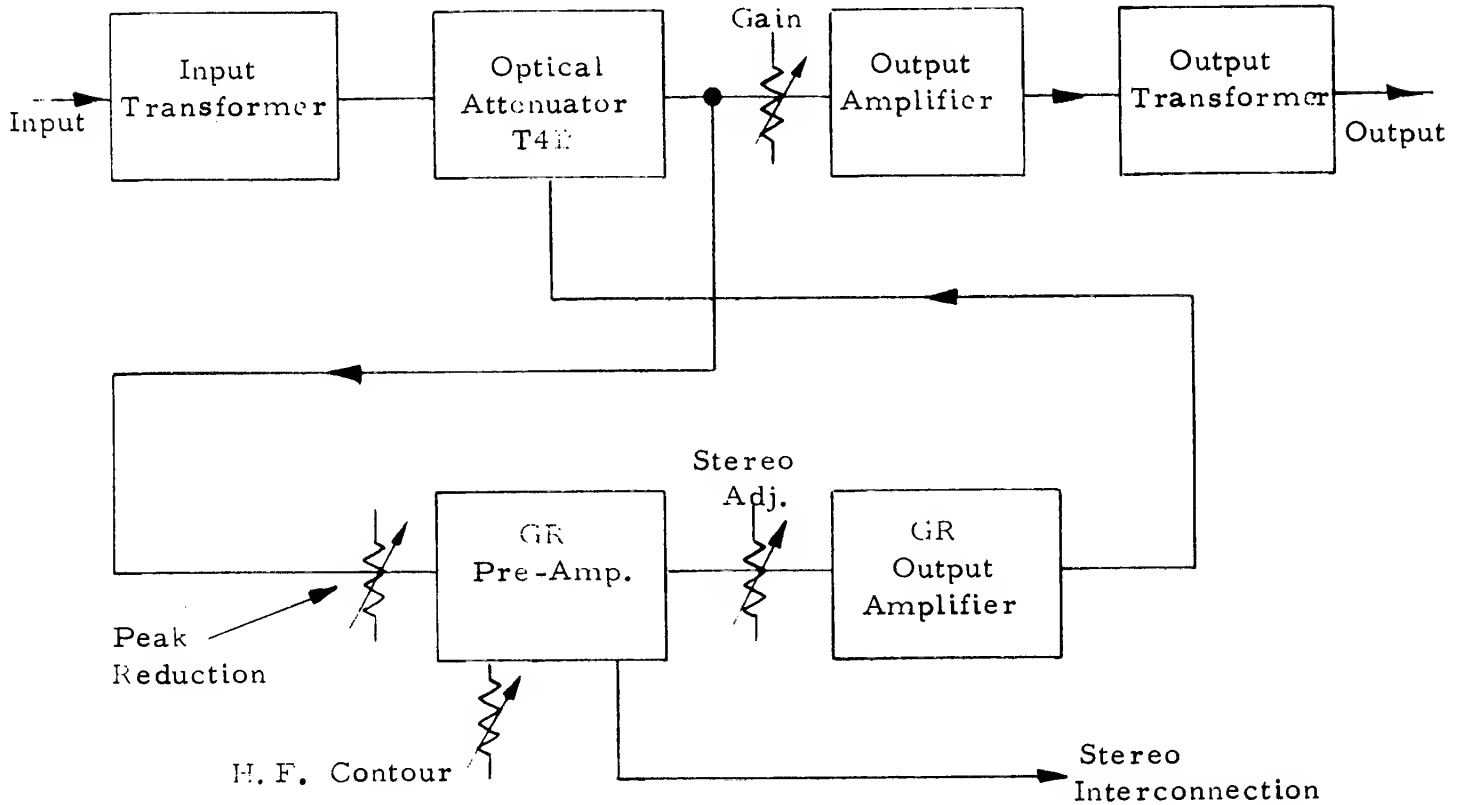 Gain
Input
Transformer
Optical
Attenuator
T4B
Output
Amplifier
Output
Transformer
Input
Output
Stereo
Adj.
GR
Pre-Amp.
GR
Output
Amplifier
Peak
Reduction
H. F. Contour
Stereo
Interconnection